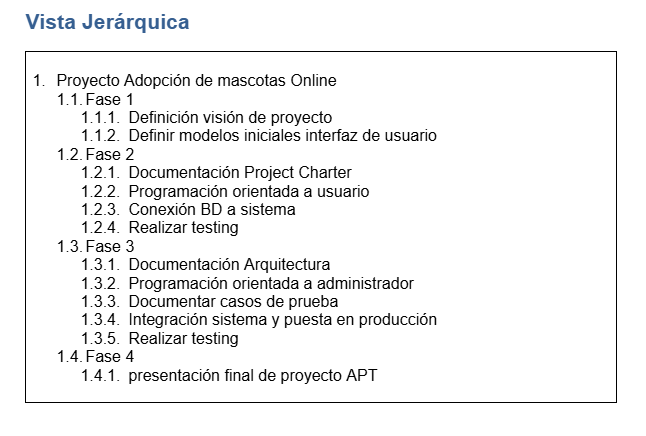 Vista Jerárquica
1. Proyecto Adopción de mascotas Online
1.1. Fase 1
1.1.1. Definición visión de proyecto
1.1.2. Definir modelos iniciales interfaz de usuario
1.2. Fase 2
1.2.1. Documentación Project Charter
1.2.2. Programación orientada a usuario
1.2.3. Conexión BD a sistema
1.2.4. Realizar testing
1.3. Fase 3
1.3.1. Documentación Arquitectura
1.3.2. Programación orientada a administrador
1.3.3. Documentar casos de prueba
1.3.4. Integración sistema y puesta en producción
1.3.5. Realizar testing
1.4. Fase 4
1.4.1. presentación final de proyecto APT